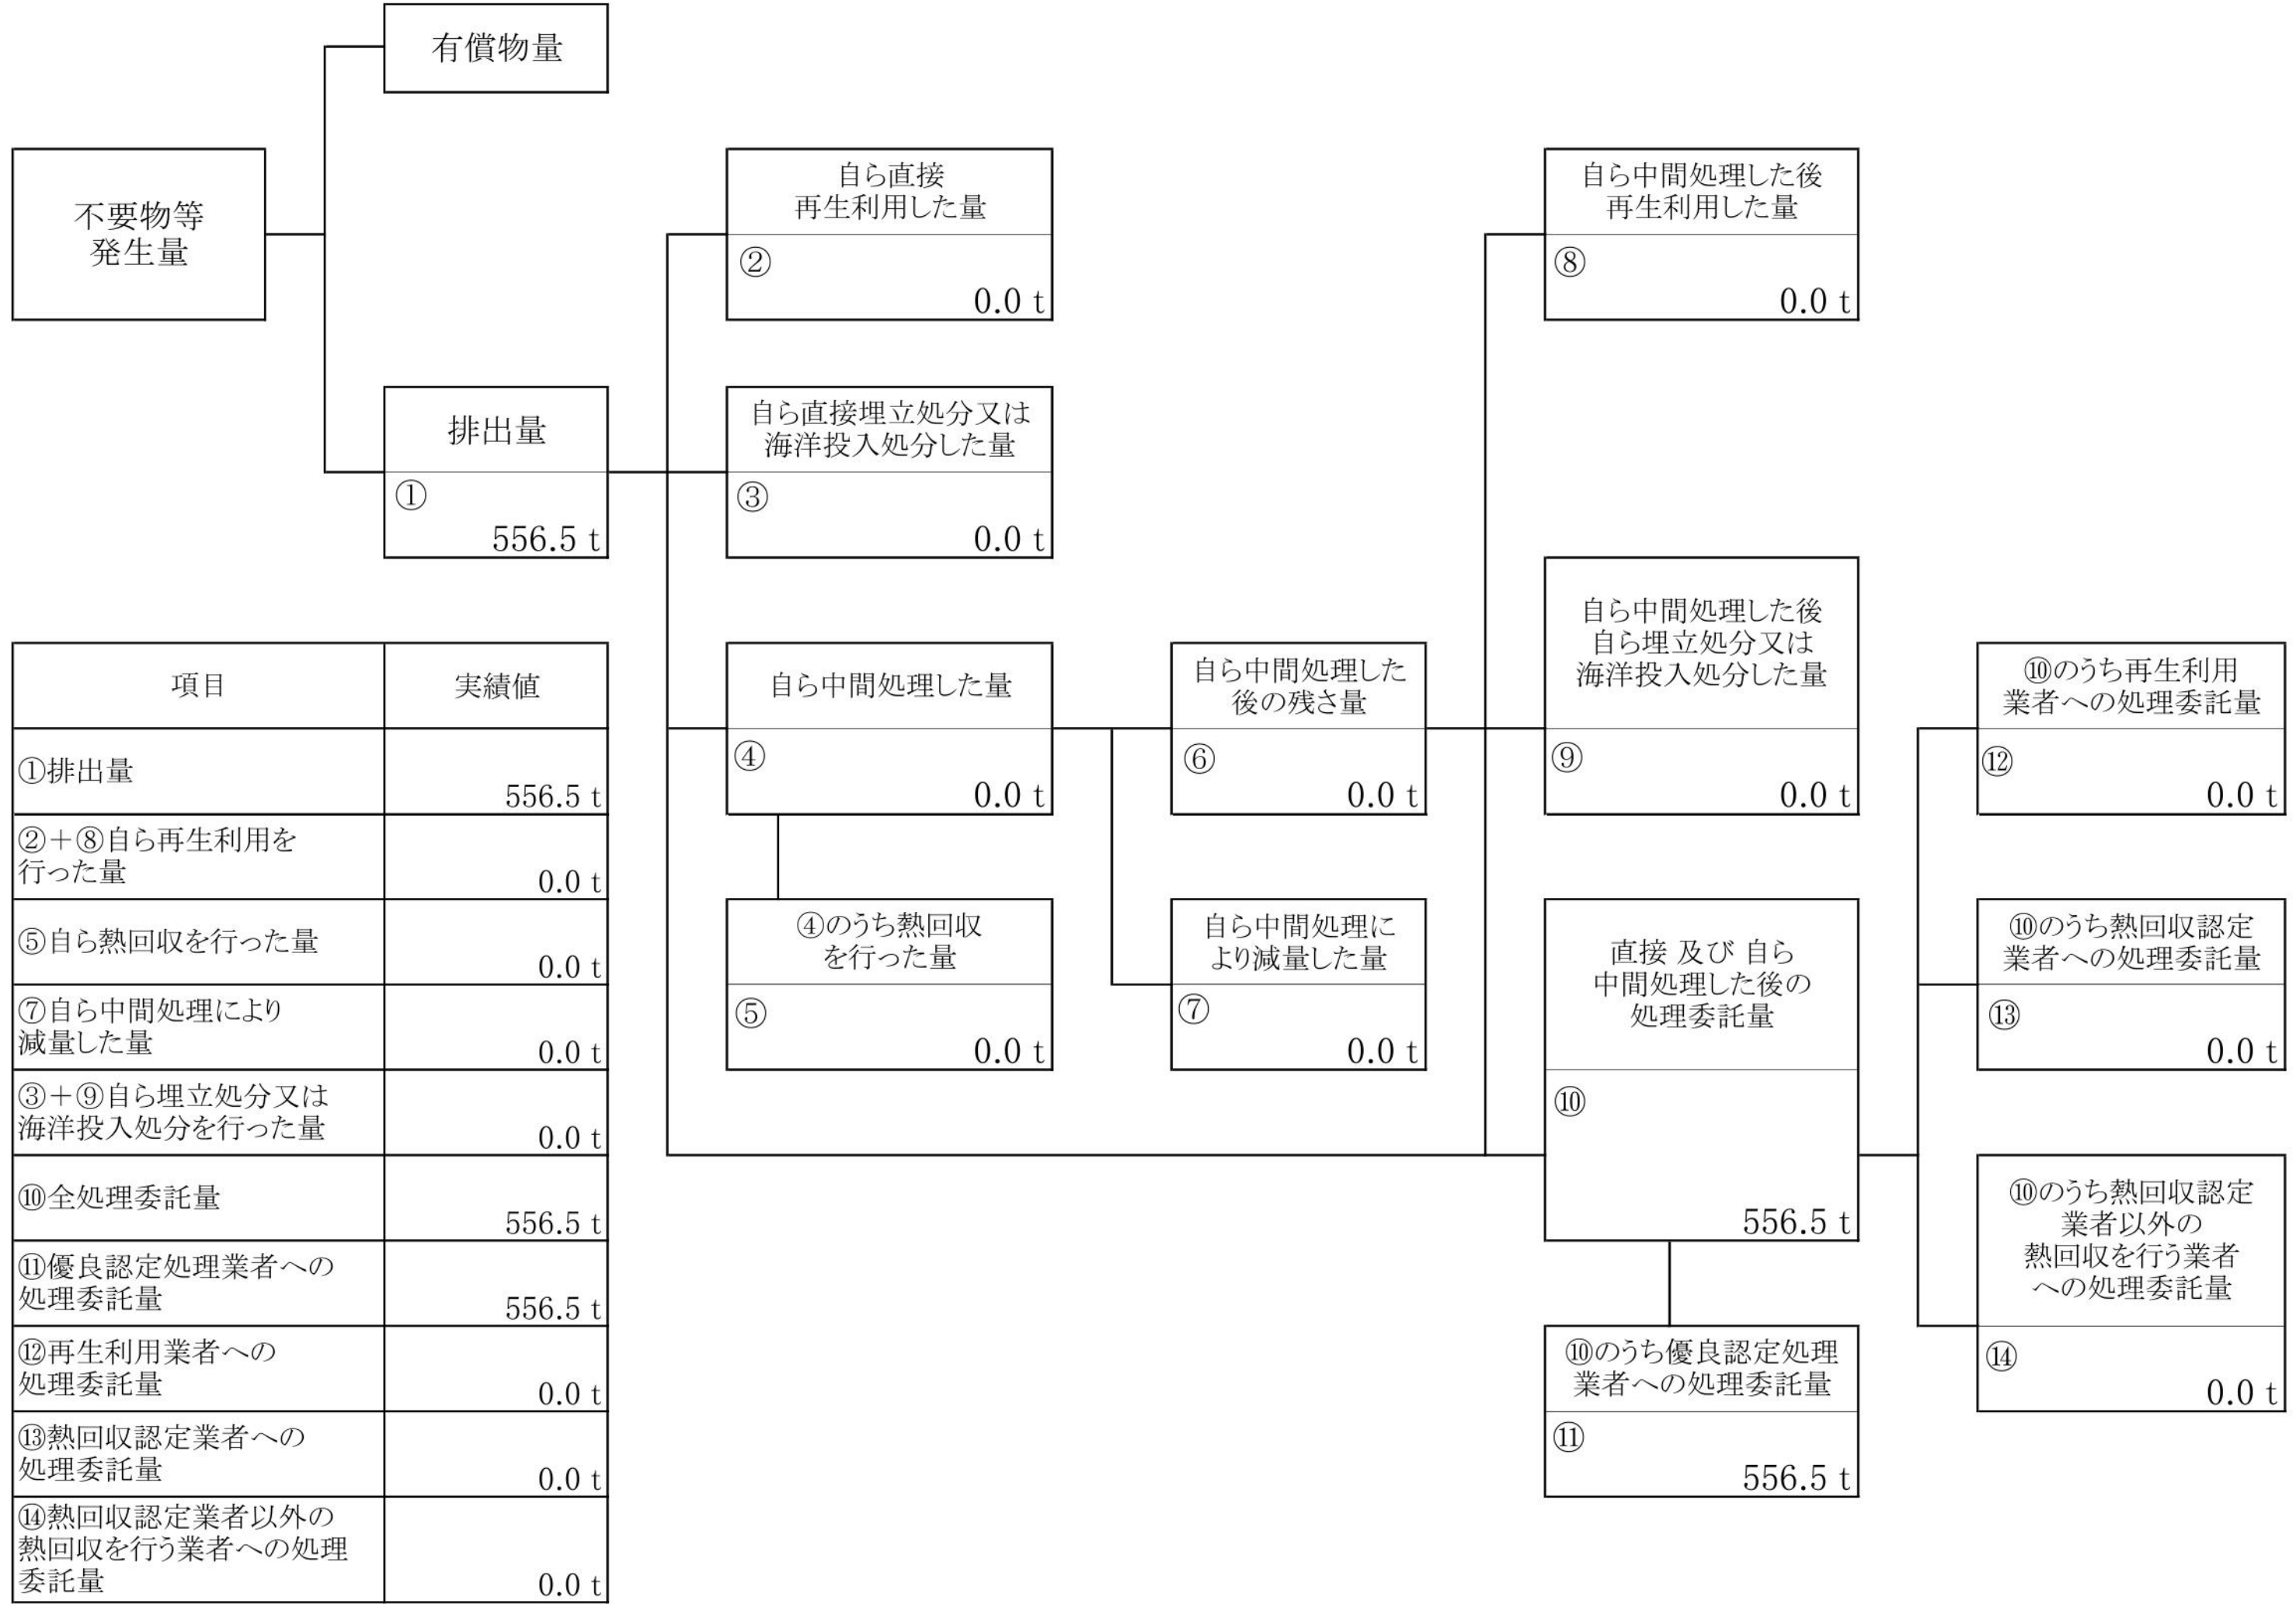 有償物量
不要物等
発生量
自ら直接
再生利用した量
②
0.0 t
自ら中間処理した後
再生利用した量
⑧
0.0 t
排出量
①
556.5 t
自ら直接埋立処分又は
海洋投入処分した量
③
0.0 t
自ら中間処理した量
④
0.0 t
自ら中間処理した
後の残さ量
⑥
0.0 t
自ら中間処理した後
自ら埋立処分又は
海洋投入処分した量
⑨
0.0 t
⑩のうち再生利用
業者への処理委託量
⑫
0.0 t
④のうち熱回収
を行った量
⑤
0.0 t
自ら中間処理に
より減量した量
⑦
0.0 t
直接 及び 自ら
中間処理した後の
処理委託量
⑩
556.5 t
⑩のうち熱回収認定
業者への処理委託量
⑬
0.0 t
⑩のうち熱回収認定
業者以外の
熱回収を行う業者
への処理委託量
⑭
0.0 t
⑩のうち優良認定処理
業者への処理委託量
⑪
556.5 t
項目 実績値
①排出量
556.5 t
②＋⑧自ら再生利用を
行った量
0.0 t
⑤自ら熱回収を行った量
0.0 t
⑦自ら中間処理により
減量した量
0.0 t
③＋⑨自ら埋立処分又は
海洋投入処分を行った量
0.0 t
⑩全処理委託量
556.5 t
⑪優良認定処理業者への
処理委託量
556.5 t
⑫再生利用業者への
処理委託量
0.0 t
⑬熱回収認定業者への
処理委託量
0.0 t
⑭熱回収認定業者以外の
熱回収を行う業者への処理
委託量
0.0 t